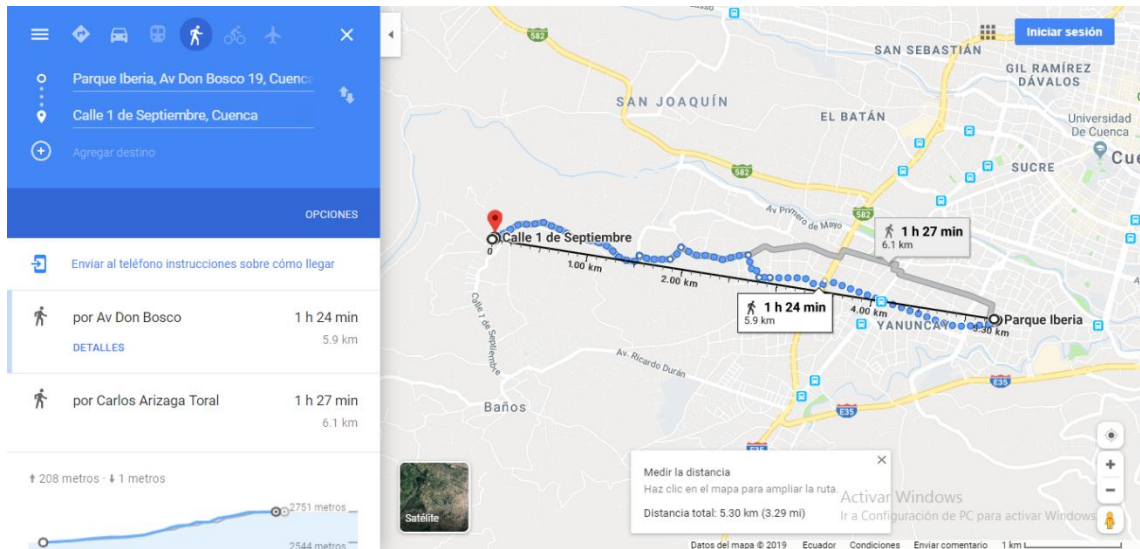 Parque Iberia, Av Don Bosco 19, Cuenc
Calle 1 de Septiembre, Cuenca
Agregar destino
OPCIONES
Enviar al teléfono instrucciones sobre cómo llegar
por Av Don Bosco 1 h 24 min
DETALLES 5.9 km
por Carlos Arizaga Toral 1 h 27 min
6.1 km
208 metros · 1 metros
2751 metros
2544 metros
582
Iniciar sesión
SAN SEBASTIÁN
GIL RAMÍREZ
DÁVALOS
SAN JOAQUÍN
EL BATÁN
Universidad
De Cuenca
Cue
SUCRE
582
Av Primero de Mayo
582
1 h 27 min
6.1 km
Calle 1 de Septiembre
0
1.00 km
2.00 km
1 h 24 min
5.9 km
4.00 km
YANUNCAY
Parque Iberia
5.30 km
Calle 1 de Septiembre
Av. Ricardo Durán
E35
Baños
E35
E35
Satélite
Medir la distancia
Haz clic en el mapa para ampliar la ruta.
Distancia total: 5.30 km (3.29 mi)
Activar Windows
Ir a Configuración de PC para activar Windows
Datos del mapa © 2019 Ecuador Condiciones Enviar comentario 1 km